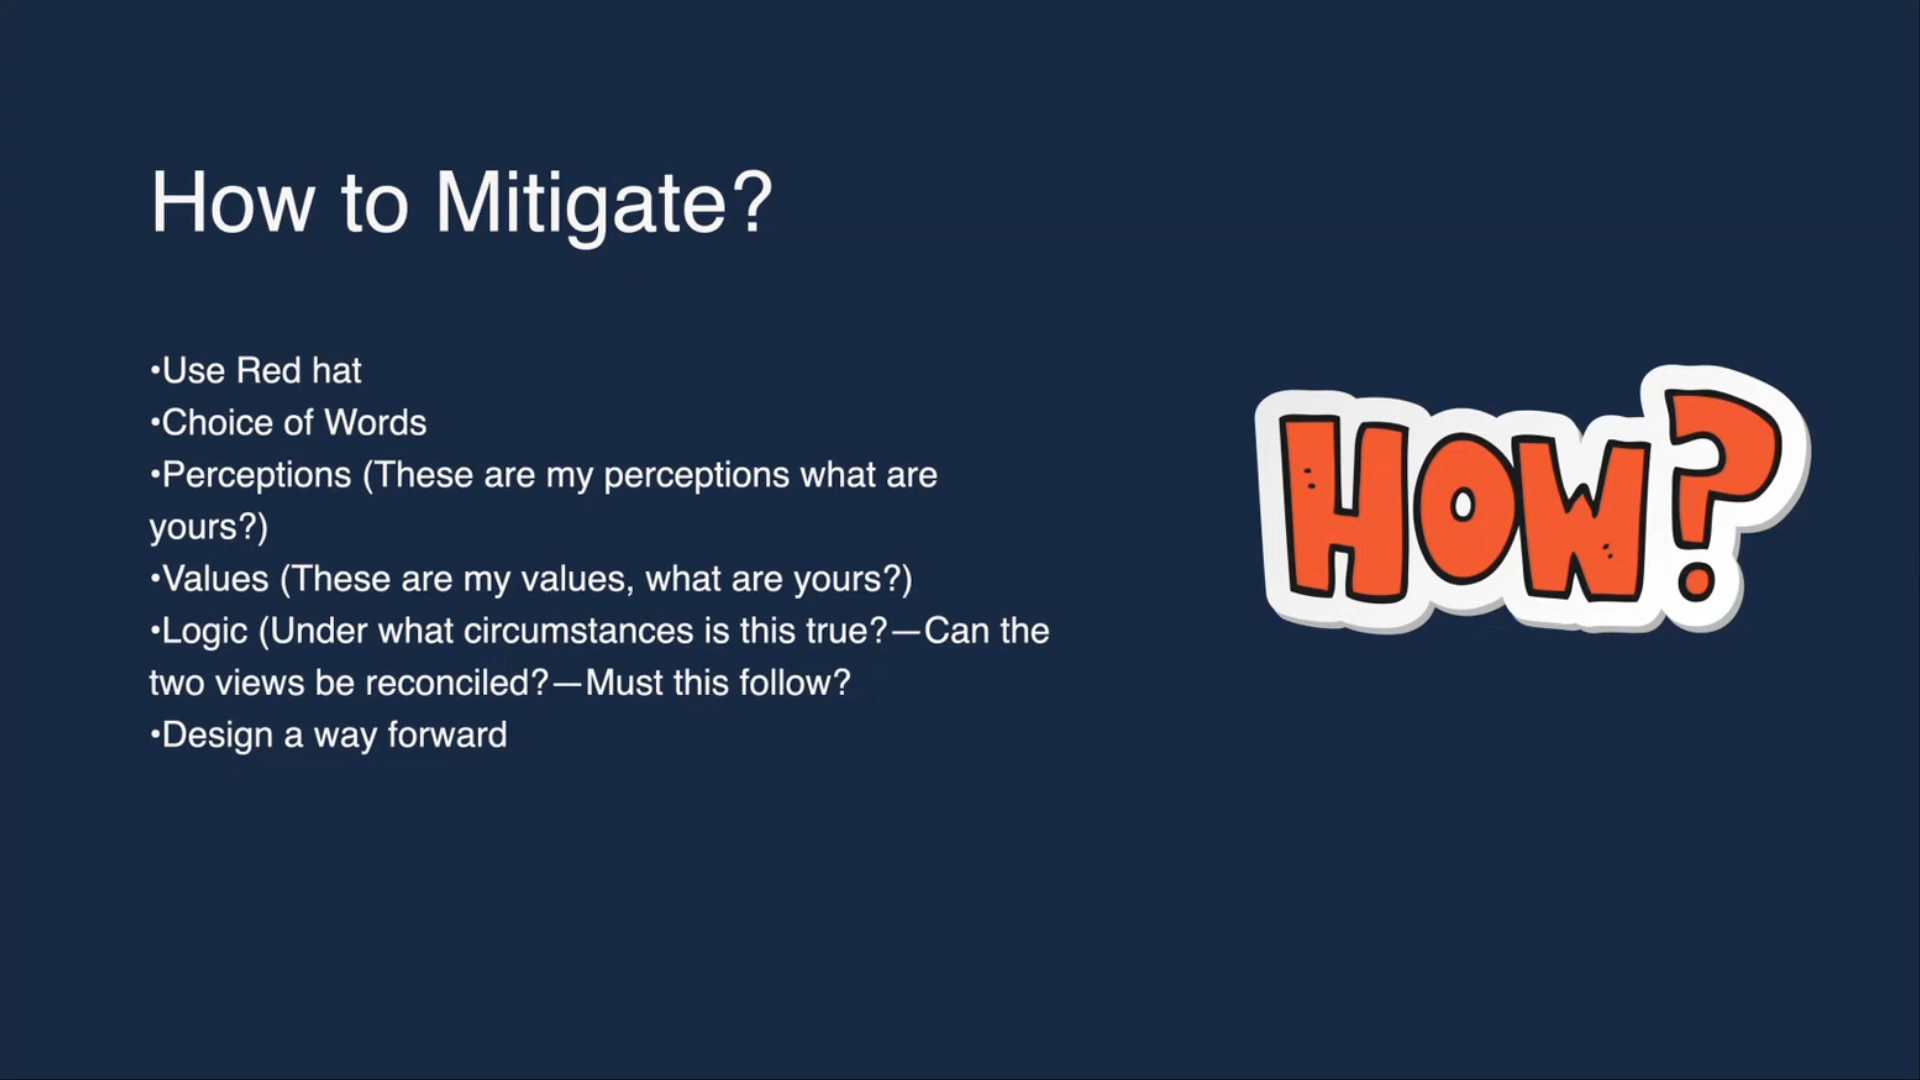 How to Mitigate?
•Use Red hat
•Choice of Words
•Perceptions (These are my perceptions what are
yours?)
•Values (These are my values, what are yours?)
•Logic (Under what circumstances is this true?—Can the
two views be reconciled?—Must this follow?
•Design a way forward
HOW?